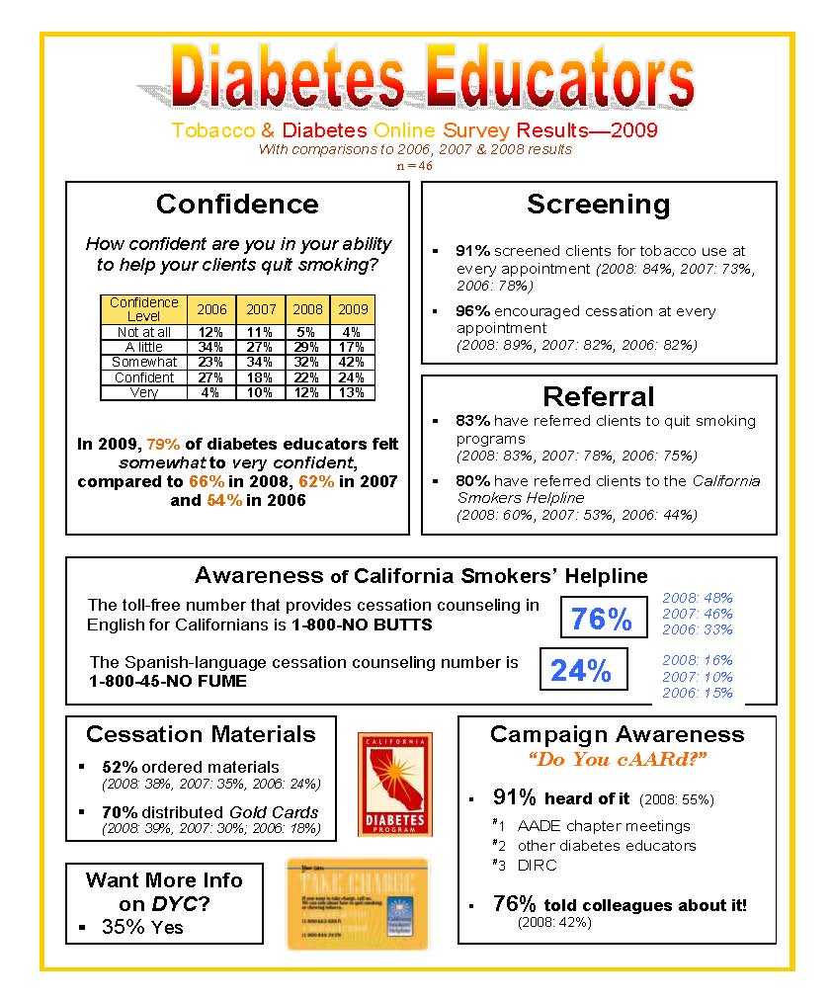 Diabetes Educators
Tobacco & Diabetes Online Survey Results—2009
With comparisons to 2006, 2007 & 2008 results
n = 46
Confidence
How confident are you in your ability
to help your clients quit smoking?
Confidence Level 2006 2007 2008 2009
Not at all 12% 11% 5% 4%
A little 34% 27% 29% 17%
Somewhat 23% 34% 32% 42%
Confident 27% 18% 22% 24%
Very 4% 10% 12% 13%
In 2009, 79% of diabetes educators felt
somewhat to very confident,
compared to 66% in 2008, 62% in 2007
and 54% in 2006
Screening
▪ 91% screened clients for tobacco use at
every appointment (2008: 84%, 2007: 73%,
2006: 78%)
▪ 96% encouraged cessation at every
appointment
(2008: 89%, 2007: 82%, 2006: 82%)
Referral
▪ 83% have referred clients to quit smoking
programs
(2008: 83%, 2007: 78%, 2006: 75%)
▪ 80% have referred clients to the California
Smokers Helpline
(2008: 60%, 2007: 53%, 2006: 44%)
Awareness of California Smokers' Helpline
The toll-free number that provides cessation counseling in
English for Californians is 1-800-NO BUTTS
76%
2008: 48%
2007: 46%
2006: 33%
The Spanish-language cessation counseling number is
1-800-45-NO FUME
24%
2008: 16%
2007: 10%
2006: 15%
Cessation Materials
▪ 52% ordered materials
(2008: 38%, 2007: 35%, 2006: 24%)
▪ 70% distributed Gold Cards
(2008: 39%, 2007: 30%; 2006: 18%)
CALIFORNIA
DIABETES
PROGRAM
Campaign Awareness
“Do You cAARd?”
▪ 91% heard of it (2008: 55%)
#1 AADE chapter meetings
#2 other diabetes educators
#3 DIRC
▪ 76% told colleagues about it!
(2008: 42%)
Want More Info
on DYC?
▪ 35% Yes
TAKE CHARGE
California
Smokers'
Helpline